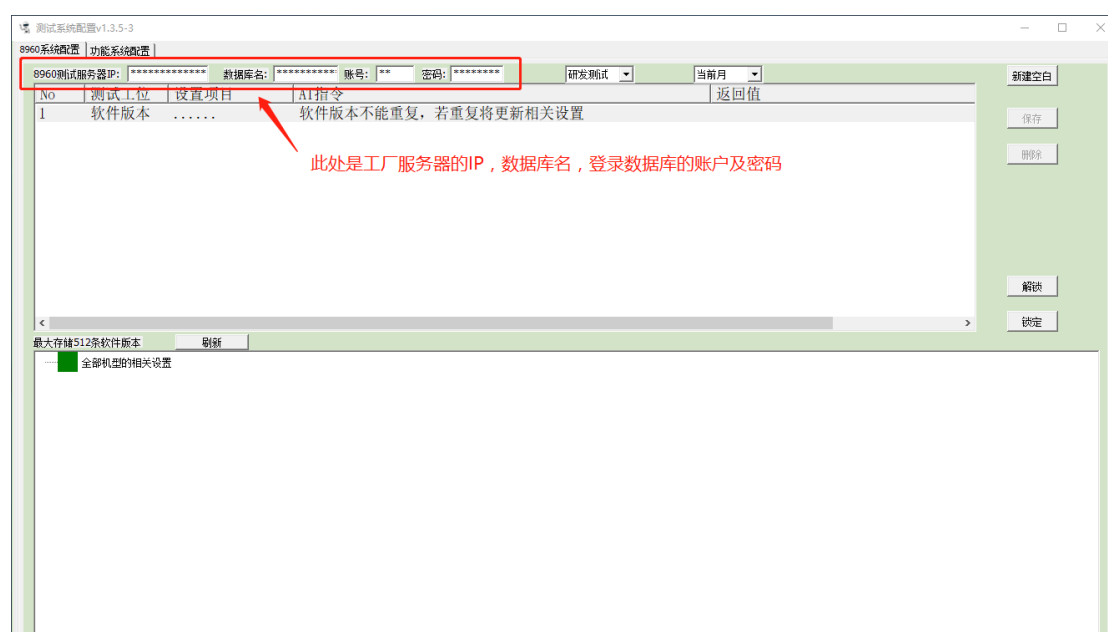 测试系统配置v1.3.5-3
8960系统配置 功能系统配置
8960测试服务器IP: ************* 数据库名: ********** 账号: ** 密码: ******** 研发测试 当前月 新建空白
No 测试工位 设置项目 AT指令 返回值
1 软件版本 ...... 软件版本不能重复，若重复将更新相关设置
保存
此处是工厂服务器的IP，数据库名，登录数据库的账户及密码
删除
解锁
锁定
最大存储512条软件版本 刷新
全部机型的相关设置